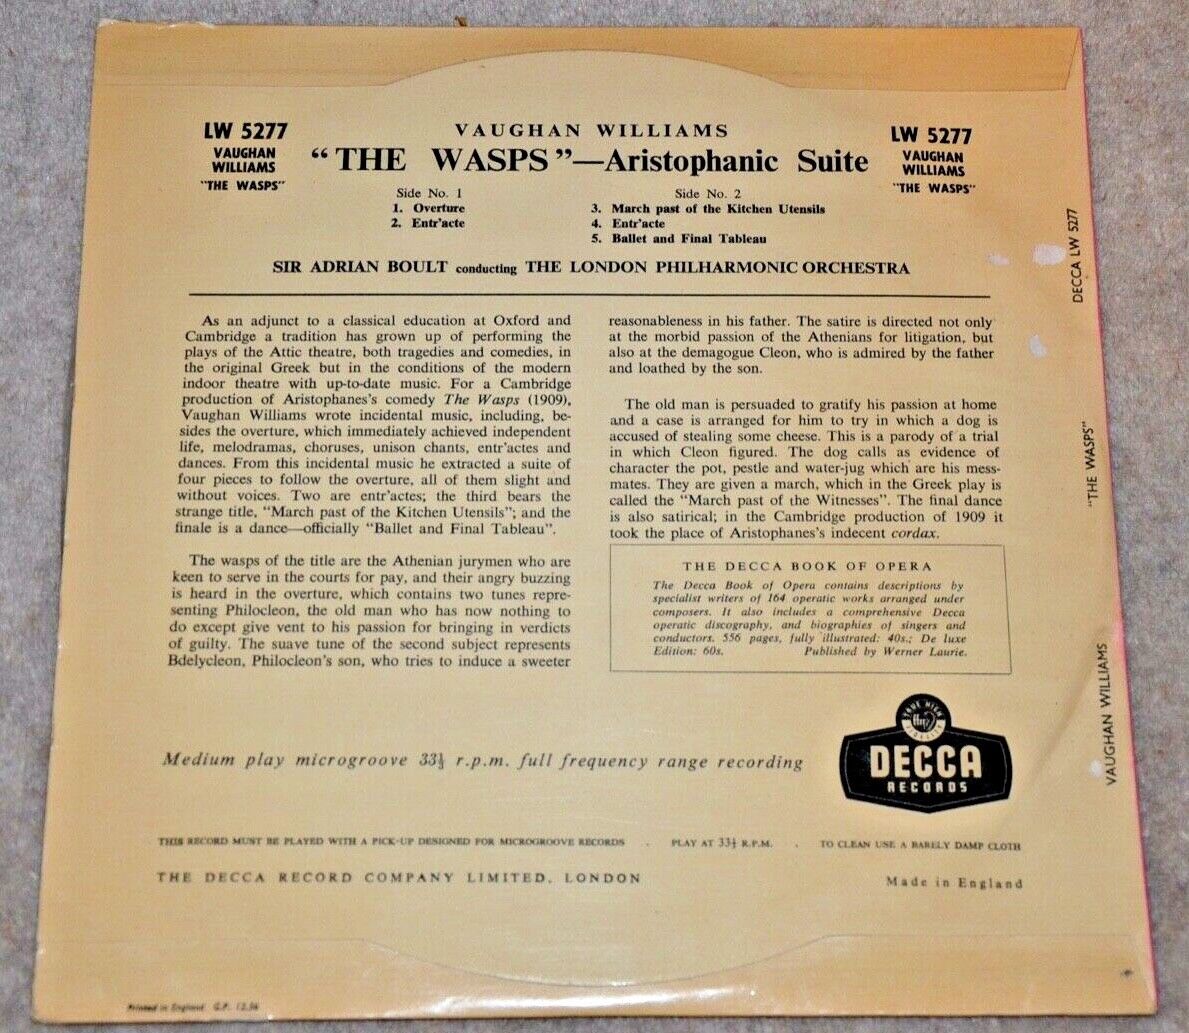 LW 5277
VAUGHAN
WILLIAMS
"THE WASPS"
VAUGHAN WILLIAMS
"THE WASPS"—Aristophanic Suite
Side No. 1
1. Overture
2. Entr'acte
Side No. 2
3. March past of the Kitchen Utensils
4. Entr'acte
5. Ballet and Final Tableau
LW 5277
VAUGHAN
WILLIAMS
"THE WASPS"
SIR ADRIAN BOULT conducting THE LONDON PHILHARMONIC ORCHESTRA
As an adjunct to a classical education at Oxford and
Cambridge a tradition has grown up of performing the
plays of the Attic theatre, both tragedies and comedies, in
the original Greek but in the conditions of the modern
indoor theatre with up-to-date music. For a Cambridge
production of Aristophanes's comedy The Wasps (1909),
Vaughan Williams wrote incidental music, including, be-
sides the overture, which immediately achieved independent
life, melodramas, choruses, unison chants, entr'actes and
dances. From this incidental music he extracted a suite of
four pieces to follow the overture, all of them slight and
without voices. Two are entr'actes; the third bears the
strange title, "March past of the Kitchen Utensils"; and the
finale is a dance—officially "Ballet and Final Tableau".
The wasps of the title are the Athenian jurymen who are
keen to serve in the courts for pay, and their angry buzzing
is heard in the overture, which contains two tunes repre-
senting Philocleon, the old man who has now nothing to
do except give vent to his passion for bringing in verdicts
of guilty. The suave tune of the second subject represents
Bdelycleon, Philocleon's son, who tries to induce a sweeter
reasonableness in his father. The satire is directed not only
at the morbid passion of the Athenians for litigation, but
also at the demagogue Cleon, who is admired by the father
and loathed by the son.
The old man is persuaded to gratify his passion at home
and a case is arranged for him to try in which a dog is
accused of stealing some cheese. This is a parody of a trial
in which Cleon figured. The dog calls as evidence of
character the pot, pestle and water-jug which are his mess-
mates. They are given a march, which in the Greek play is
called the "March past of the Witnesses". The final dance
is also satirical; in the Cambridge production of 1909 it
took the place of Aristophanes's indecent cordax.
THE DECCA BOOK OF OPERA
The Decca Book of Opera contains descriptions by
specialist writers of 164 operatic works arranged under
composers. It also includes a comprehensive Decca
operatic discography, and biographies of singers and
conductors. 556 pages, fully illustrated: 40s.; De luxe
Edition: 60s. Published by Werner Laurie.
DECCA LW 5277
"THE WASPS"
VAUGHAN WILLIAMS
Medium play microgroove 33⅓ r.p.m. full frequency range recording
ffrr
DECCA
RECORDS
THIS RECORD MUST BE PLAYED WITH A PICK-UP DESIGNED FOR MICROGROOVE RECORDS . PLAY AT 33⅓ R.P.M. . TO CLEAN USE A BARELY DAMP CLOTH
THE DECCA RECORD COMPANY LIMITED, LONDON
Made in England
Printed in England G.P. 12.56